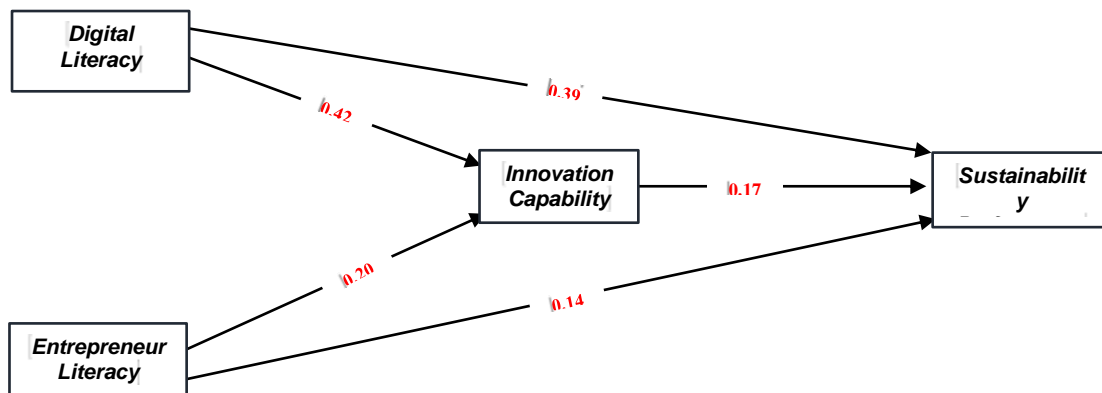 Digital
Literacy
0.39
0.42
Innovation
Capability
0.17
Sustainabilit
y
0.20
0.14
Entrepreneur
Literacy